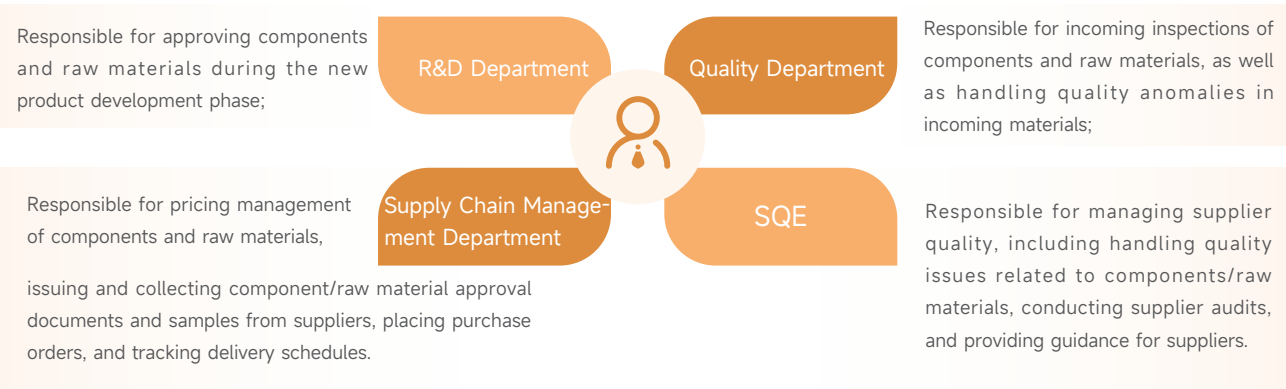 Responsible for approving components
and raw materials during the new
product development phase;
R&D Department
Quality Department
Responsible for incoming inspections of
components and raw materials, as well
as handling quality anomalies in
incoming materials;
Responsible for pricing management
of components and raw materials,
issuing and collecting component/raw material approval
documents and samples from suppliers, placing purchase
orders, and tracking delivery schedules.
Supply Chain Manage-
ment Department
SQE
Responsible for managing supplier
quality, including handling quality
issues related to components/raw
materials, conducting supplier audits,
and providing guidance for suppliers.